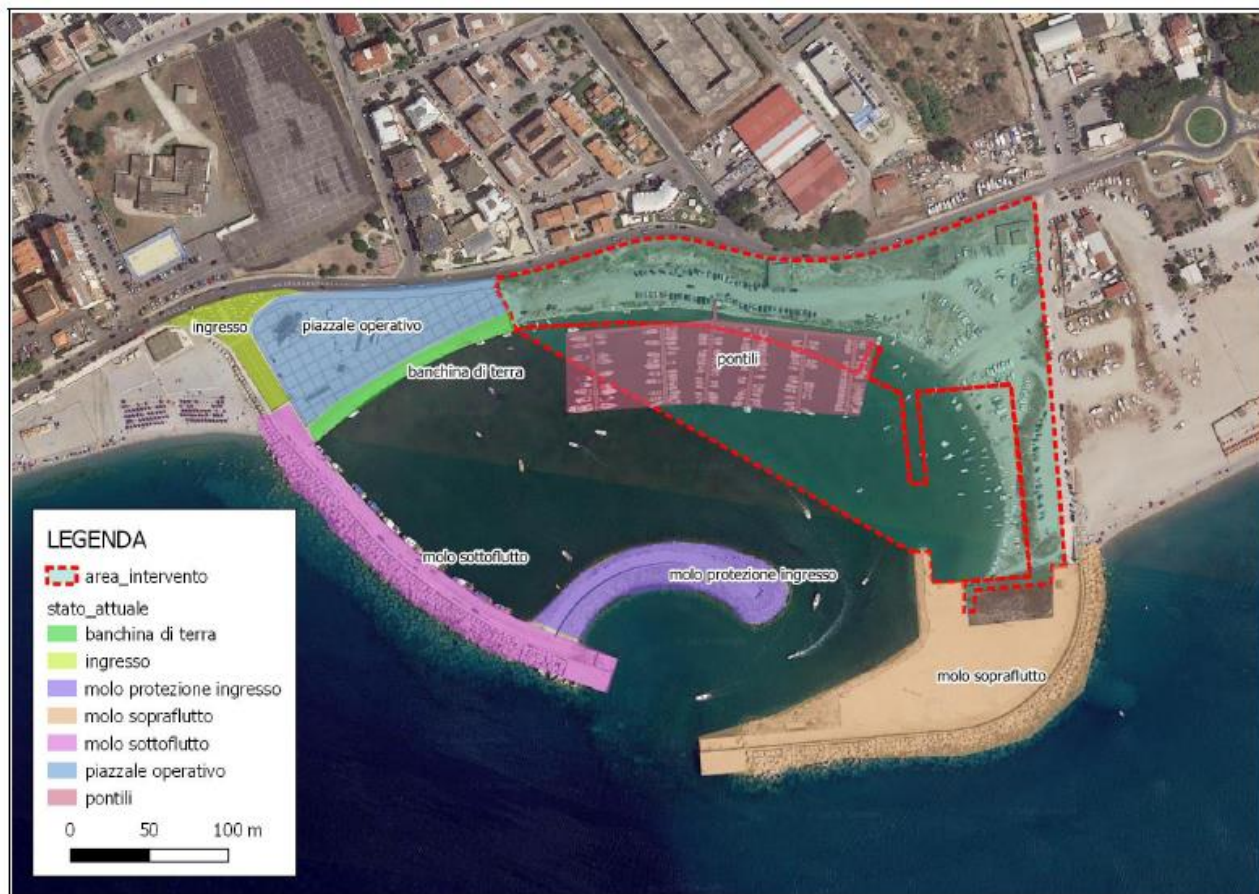 ingresso
piazzale operativo
banchina di terra
pontili
molo sottoflutto
molo protezione ingresso
molo sopraflutto
LEGENDA
area_intervento
stato_attuale
banchina di terra
ingresso
molo protezione ingresso
molo sopraflutto
molo sottoflutto
piazzale operativo
pontili
0 50 100 m